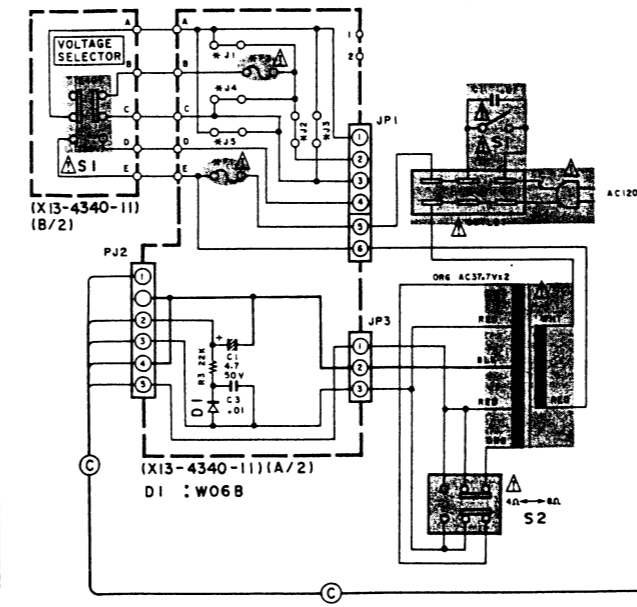 A
A
B
B
C
C
D
D
E
E
VOLTAGE
SELECTOR
S1
(X13-4340-11)
(B/2)
*J1
*J4
*J5
*J2
*J3
1
2
JP1
1
2
3
4
5
6
AC120
PJ2
1
2
3
4
5
+
C1
4.7
50V
R3 22K
C3
.01
D1
JP3
1
2
3
ORG AC37.7V×2
RED
BLU
RED
RED
(X13-4340-11)(A/2)
D1 : W06B
4Ω
8Ω
S2
C
C